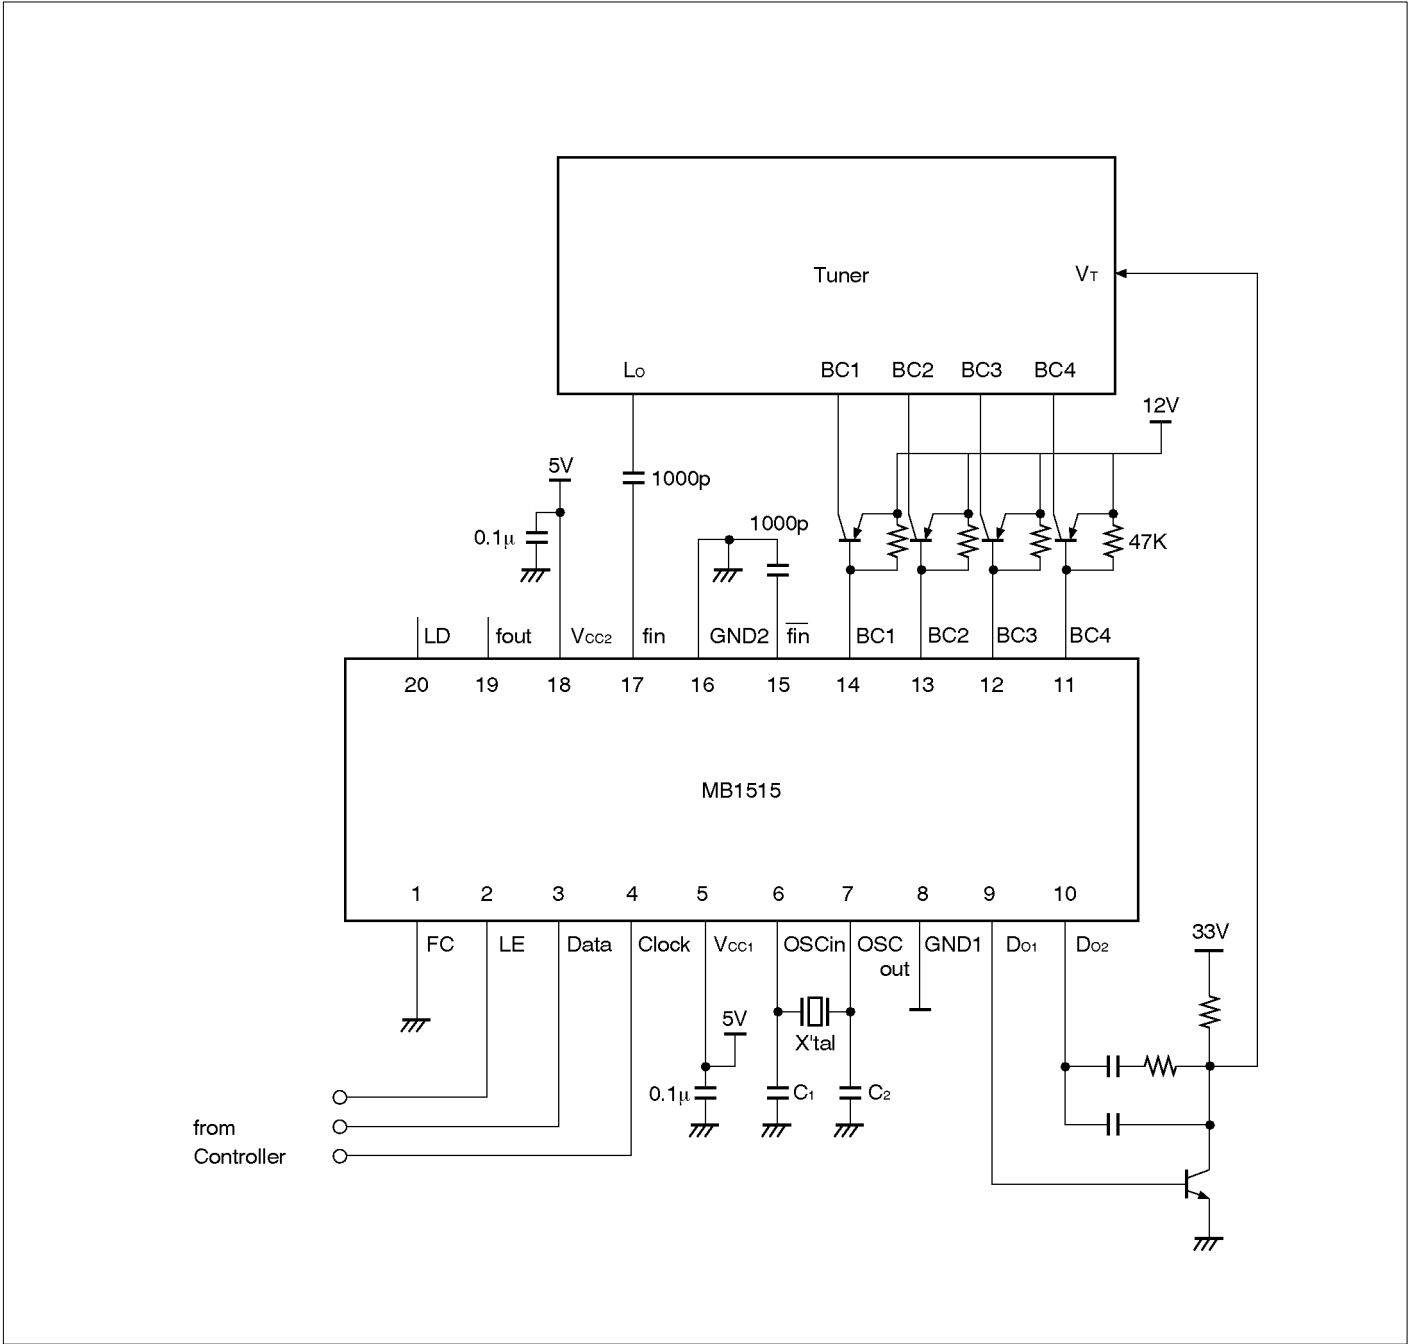 Tuner
VT
LO
BC1 BC2 BC3 BC4
12V
5V
1000p
0.1μ
1000p
47K
LD fout VCC2 fin GND2 f̅i̅n̅ BC1 BC2 BC3 BC4
20 19 18 17 16 15 14 13 12 11
MB1515
1 2 3 4 5 6 7 8 9 10
FC LE Data Clock VCC1 OSCin OSC out GND1 DO1 DO2
33V
5V
X'tal
0.1μ
C1
C2
from
Controller